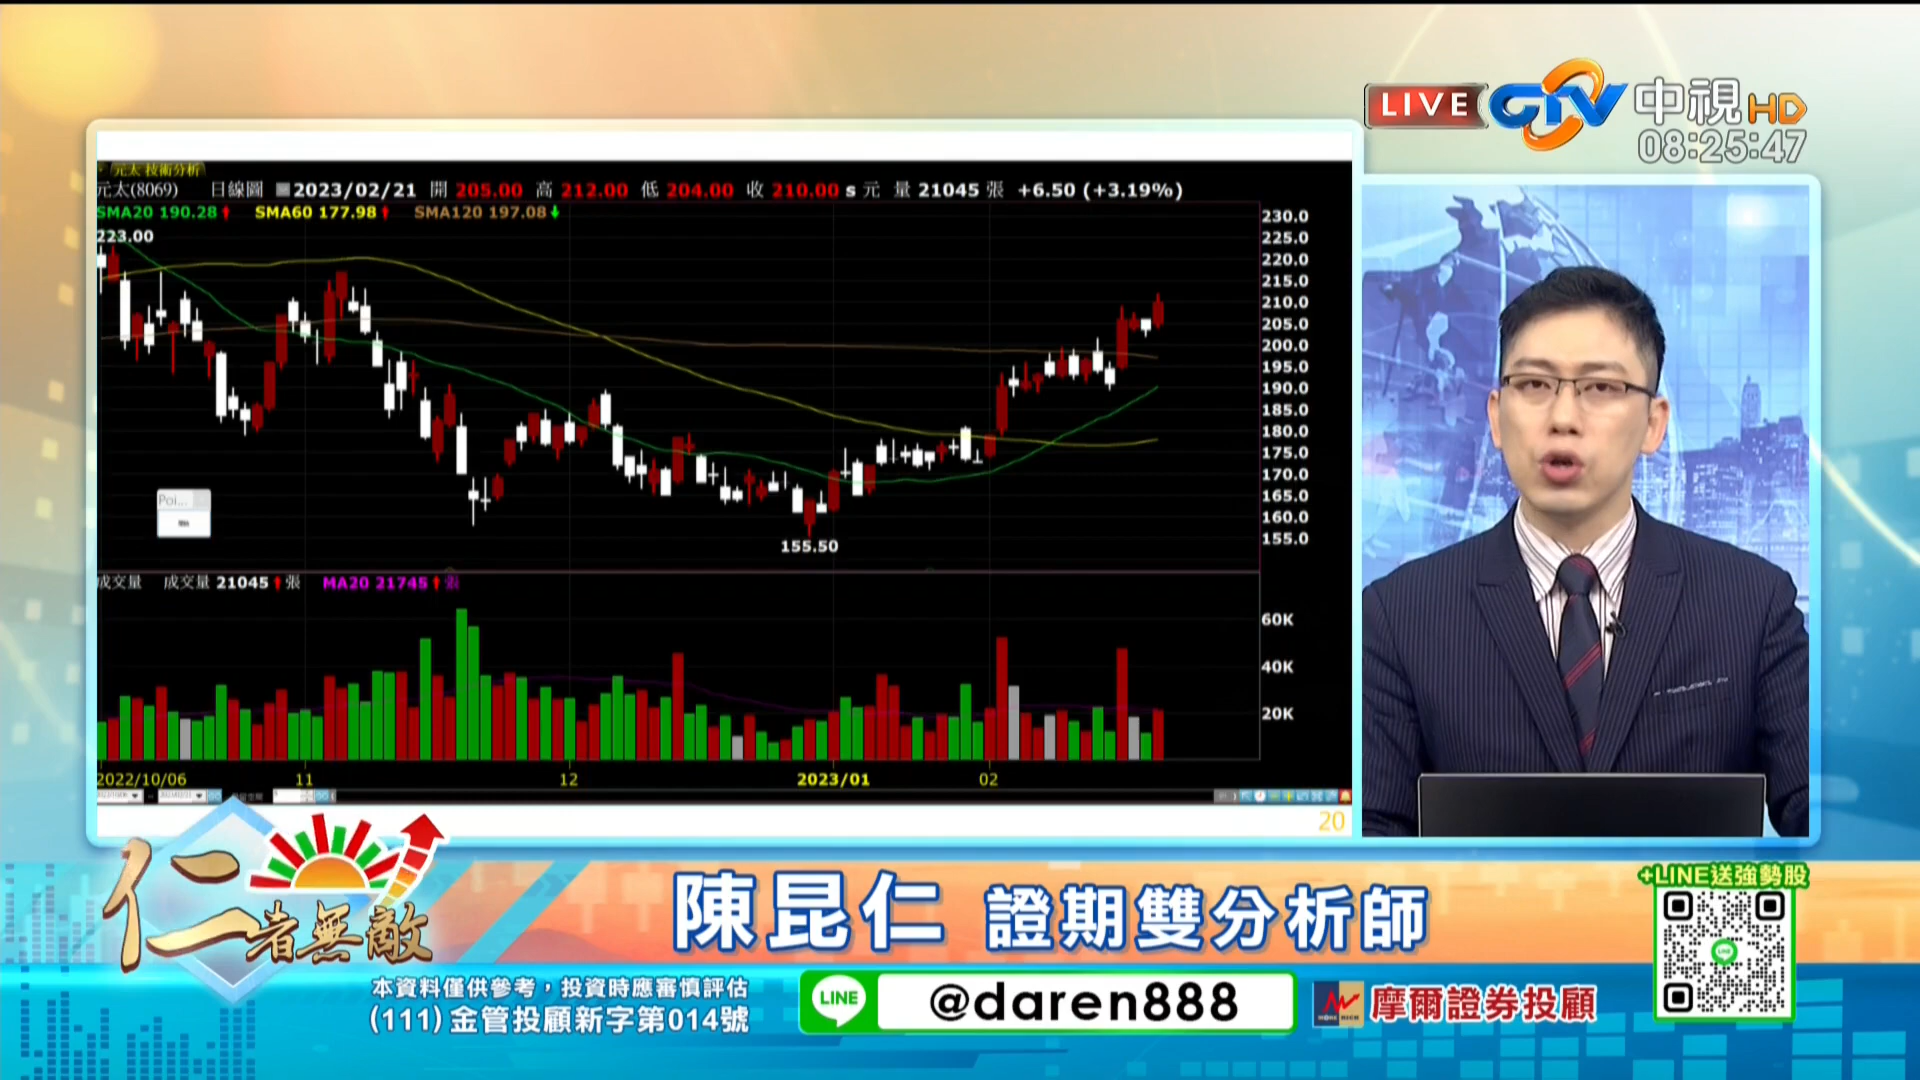 LIVE CTV 中視 HD
08:25:47
元太 技術分析
元太(8069) 日線圖 2023/02/21 開 205.00 高 212.00 低 204.00 收 210.00 s 元 量 21045 張 +6.50 (+3.19%)
SMA20 190.28 SMA60 177.98 SMA120 197.08
223.00
230.0
225.0
220.0
215.0
210.0
205.0
200.0
195.0
190.0
185.0
180.0
175.0
170.0
165.0
160.0
155.0
Poi...
155.50
成交量 成交量 21045 張 MA20 21745 張
60K
40K
20K
2022/10/06 11 12 2023/01 02
20
仁者無敵
陳昆仁 證期雙分析師
+LINE送強勢股
本資料僅供參考，投資時應審慎評估
(111)金管投顧新字第014號
LINE @daren888
摩爾證券投顧